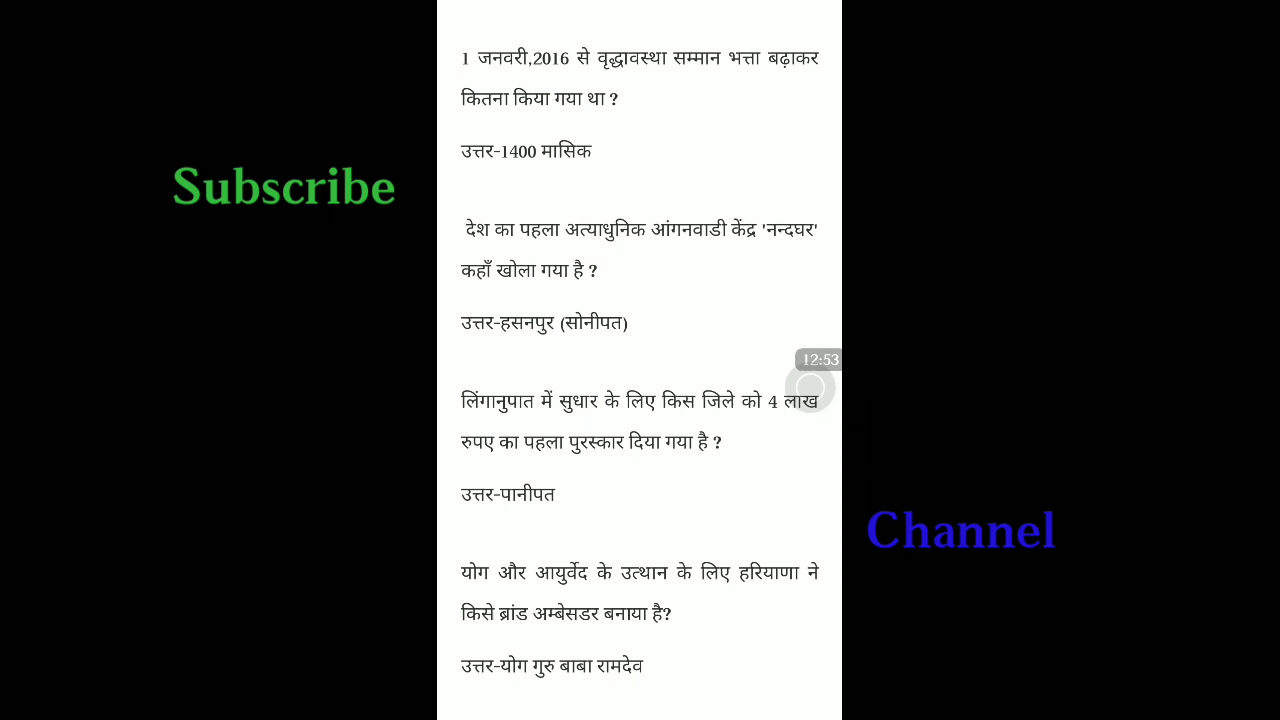 1 जनवरी,2016 से वृद्धावस्था सम्मान भत्ता बढ़ाकर
कितना किया गया था ?
उत्तर-1400 मासिक
Subscribe
देश का पहला अत्याधुनिक आंगनवाडी केंद्र 'नन्दघर'
कहाँ खोला गया है ?
उत्तर-हसनपुर (सोनीपत)
12:53
लिंगानुपात में सुधार के लिए किस जिले को 4 लाख
रुपए का पहला पुरस्कार दिया गया है ?
उत्तर-पानीपत
Channel
योग और आयुर्वेद के उत्थान के लिए हरियाणा ने
किसे ब्रांड अम्बेसडर बनाया है?
उत्तर-योग गुरु बाबा रामदेव